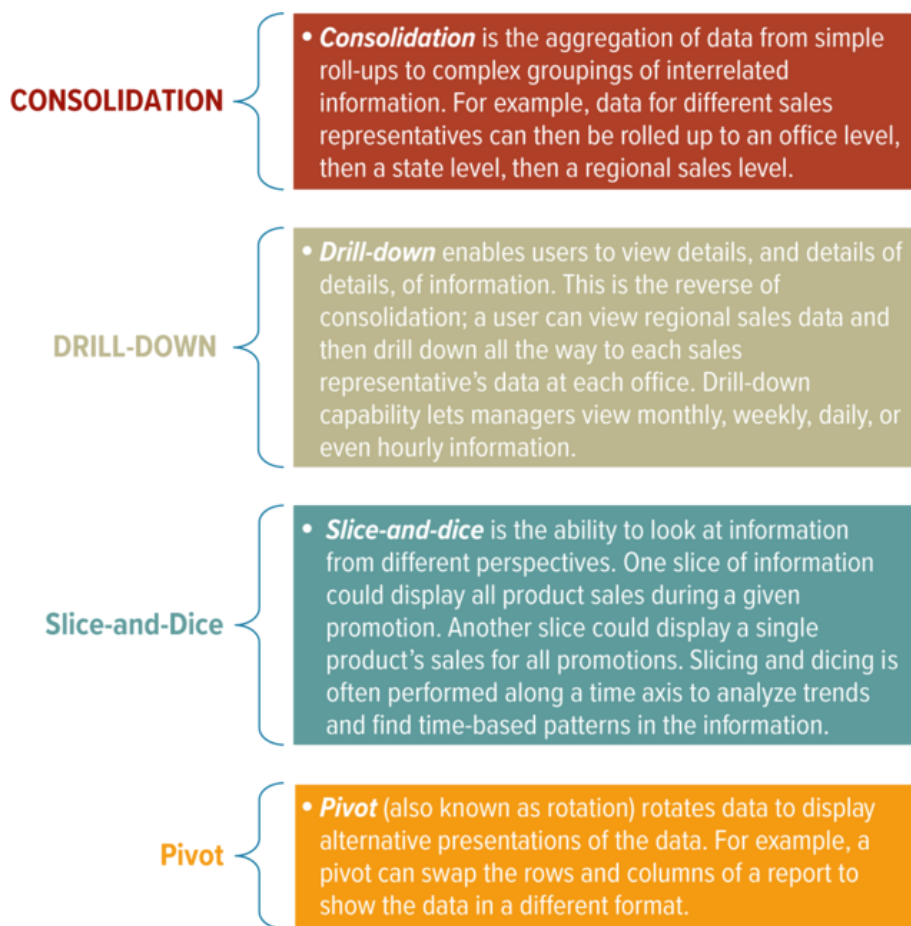 CONSOLIDATION
• Consolidation is the aggregation of data from simple
roll-ups to complex groupings of interrelated
information. For example, data for different sales
representatives can then be rolled up to an office level,
then a state level, then a regional sales level.
DRILL-DOWN
• Drill-down enables users to view details, and details of
details, of information. This is the reverse of
consolidation; a user can view regional sales data and
then drill down all the way to each sales
representative's data at each office. Drill-down
capability lets managers view monthly, weekly, daily, or
even hourly information.
Slice-and-Dice
• Slice-and-dice is the ability to look at information
from different perspectives. One slice of information
could display all product sales during a given
promotion. Another slice could display a single
product's sales for all promotions. Slicing and dicing is
often performed along a time axis to analyze trends
and find time-based patterns in the information.
Pivot
• Pivot (also known as rotation) rotates data to display
alternative presentations of the data. For example, a
pivot can swap the rows and columns of a report to
show the data in a different format.